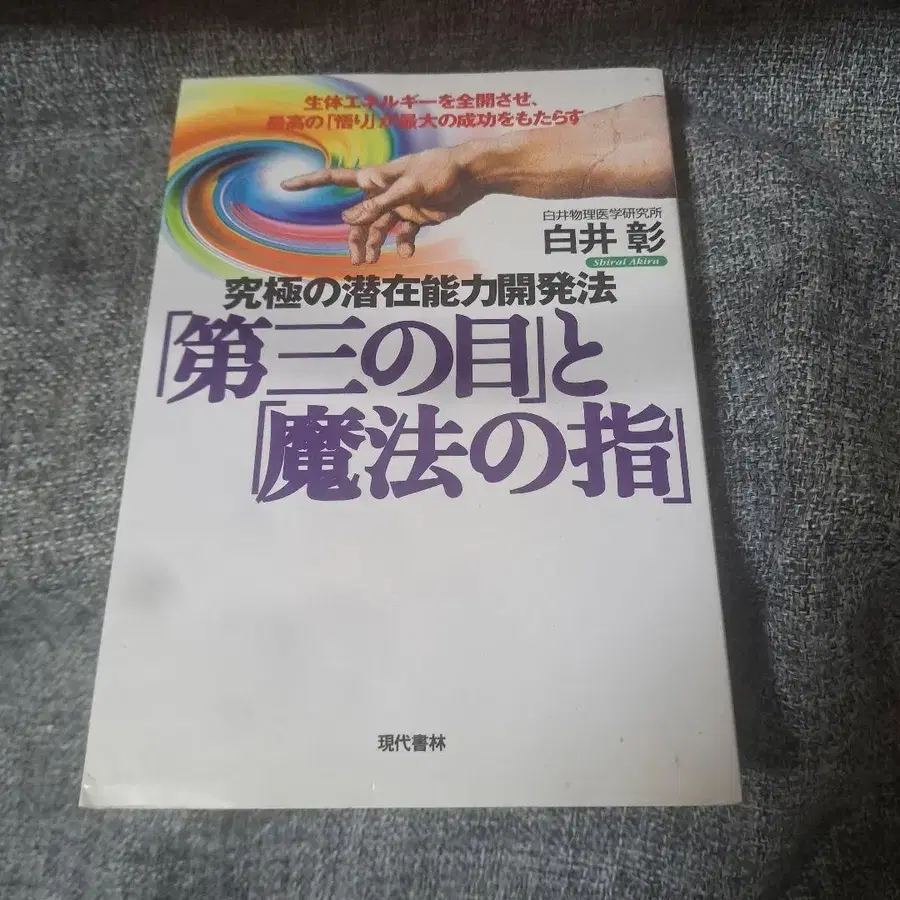 生体エネルギーを全開させ、
最高の「悟り」が最大の成功をもたらす
白井物理医学研究所
白井 彰
Shirai Akira
究極の潜在能力開発法
「第三の目」と
「魔法の指」
現代書林